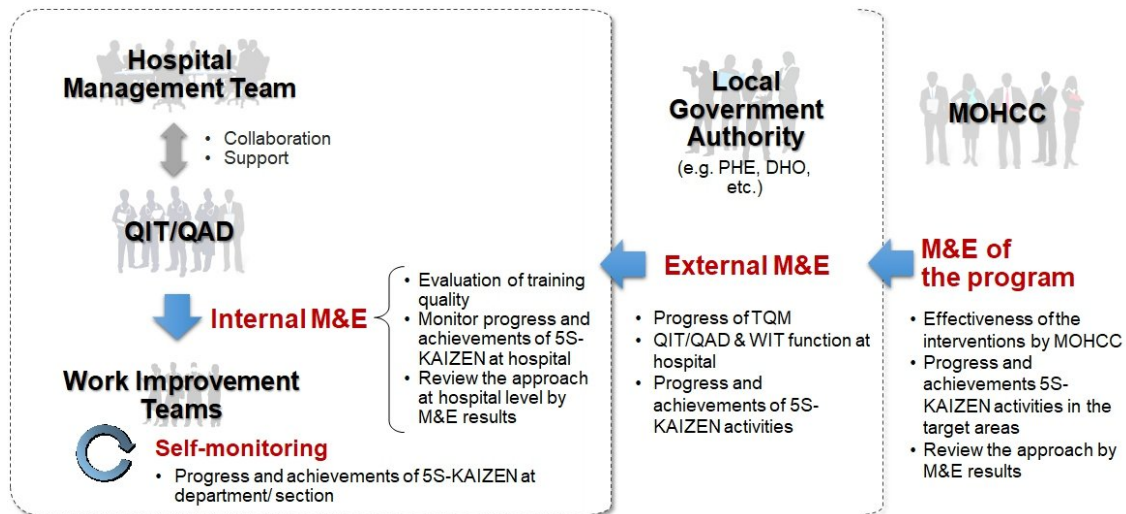 Hospital
Management Team
• Collaboration
• Support
QIT/QAD
Internal M&E
• Evaluation of training
quality
• Monitor progress and
achievements of 5S-
KAIZEN at hospital
• Review the approach
at hospital level by
M&E results
Work Improvement
Teams
Self-monitoring
• Progress and achievements of 5S-KAIZEN at
department/ section
Local
Government
Authority
(e.g. PHE, DHO,
etc.)
External M&E
• Progress of TQM
• QIT/QAD & WIT function at
hospital
• Progress and
achievements of 5S-
KAIZEN activities
MOHCC
M&E of
the program
• Effectiveness of the
interventions by MOHCC
• Progress and
achievements 5S-
KAIZEN activities in the
target areas
• Review the approach by
M&E results